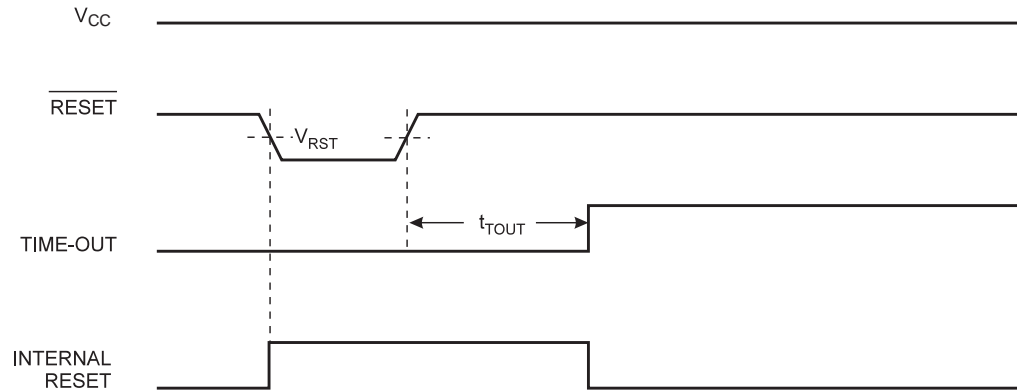 VCC
RESET
VRST
tTOUT
TIME-OUT
INTERNAL
RESET